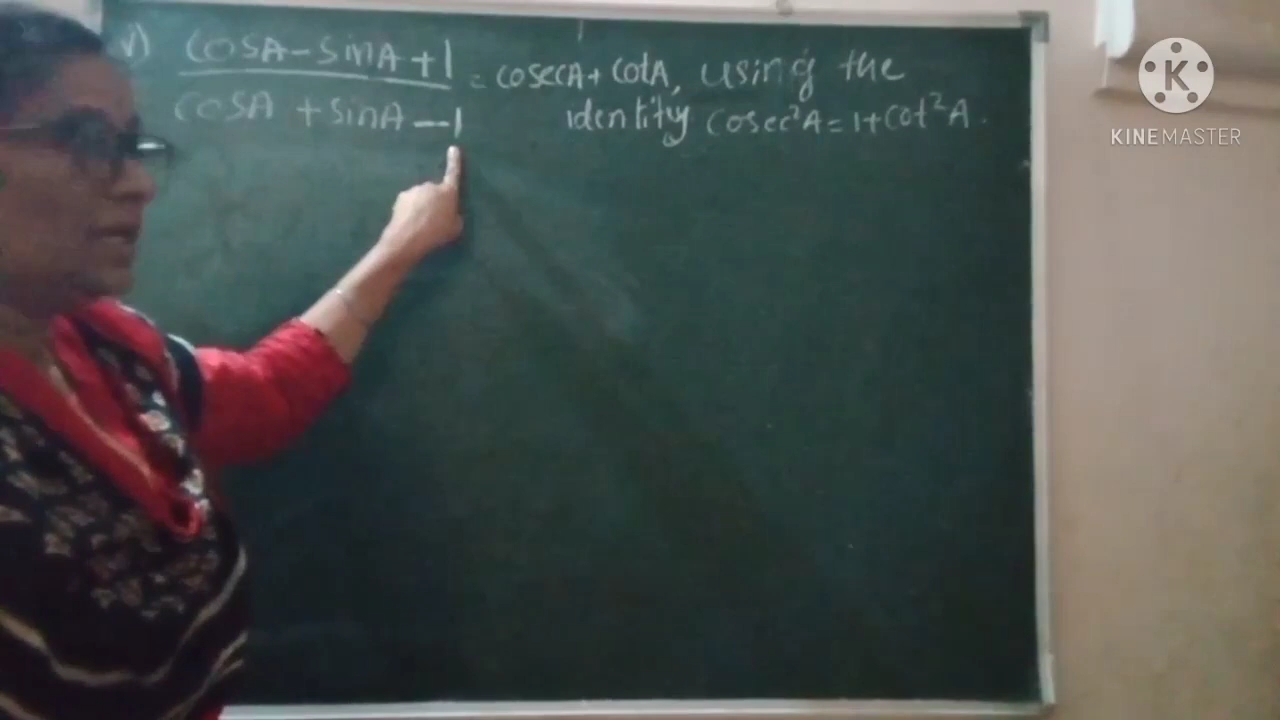 v) cosA - sinA + 1 = cosecA + cotA, using the
cosA + sinA - 1 identity cosec²A = 1 + cot²A.
K
KINEMASTER